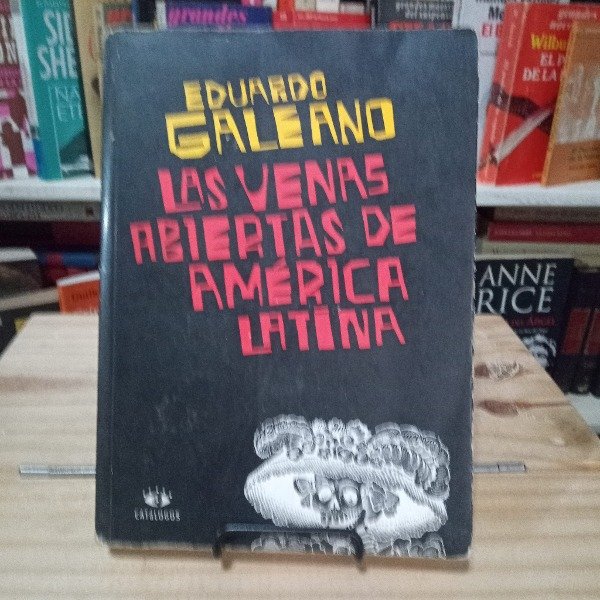 EDUARDO
GALEANO
LAS VENAS
ABIERTAS DE
AMÉRICA
LATINA
CATÁLOGOS
grandes
ANNE
RICE